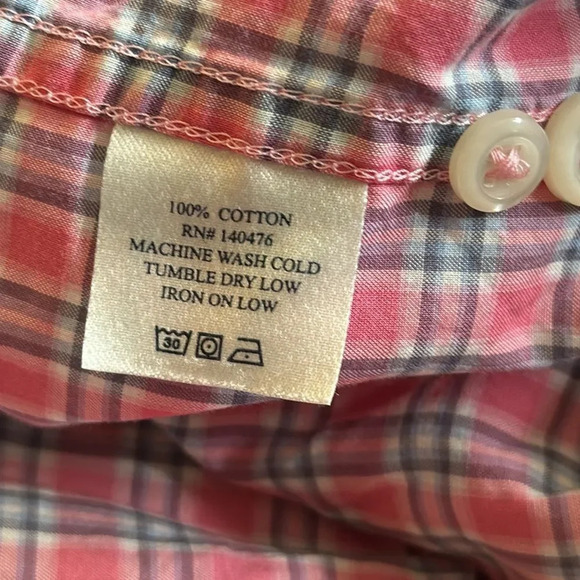 100% COTTON
RN# 140476
MACHINE WASH COLD
TUMBLE DRY LOW
IRON ON LOW
30